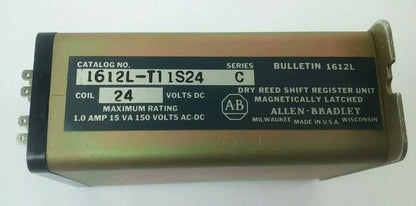 CATALOG NO. SERIES BULLETIN 1612L
1612L-T11S24 C
DRY REED SHIFT REGISTER UNIT
COIL 24 VOLTS DC MAGNETICALLY LATCHED
MAXIMUM RATING A-B ALLEN-BRADLEY
1.0 AMP 15 VA 150 VOLTS AC-DC MILWAUKEE MADE IN U.S.A. WISCONSIN